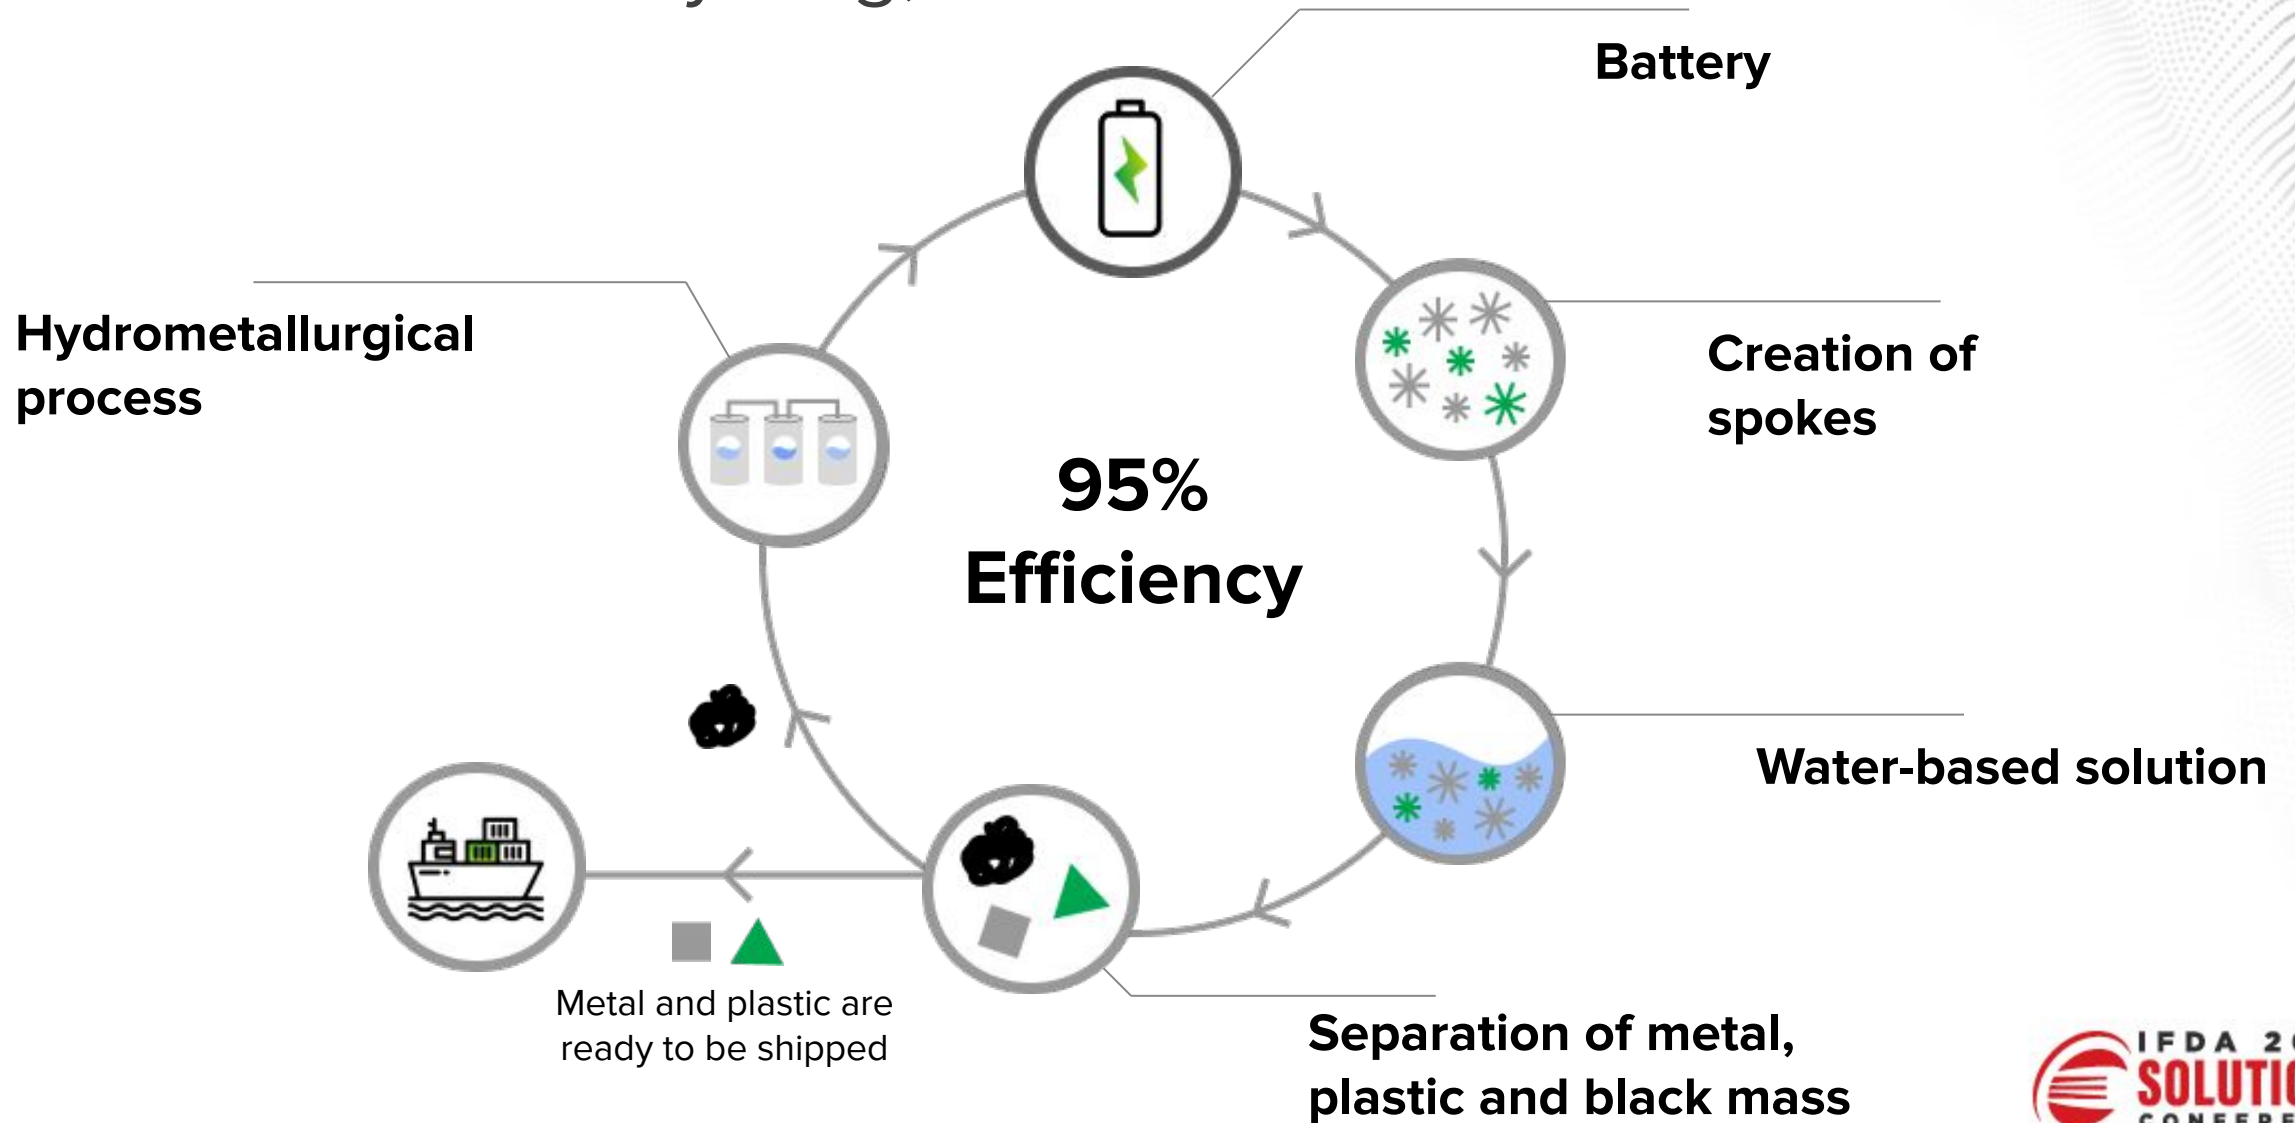 Battery
Hydrometallurgical
process
Creation of
spokes
95%
Efficiency
Water-based solution
Metal and plastic are
ready to be shipped
Separation of metal,
plastic and black mass
IFDA